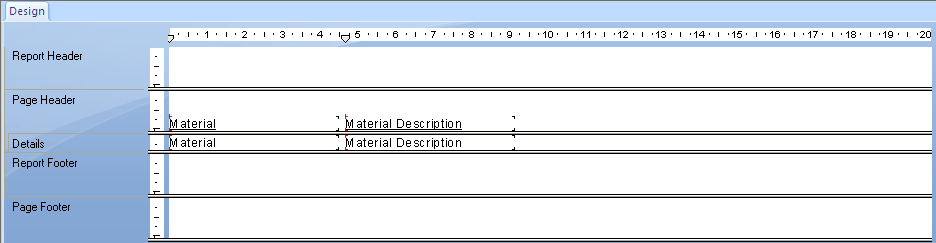 Design
1 2 3 4 5 6 7 8 9 10 11 12 13 14 15 16 17 18 19 20
Report Header
Page Header
Material Material Description
Details
Material Material Description
Report Footer
Page Footer